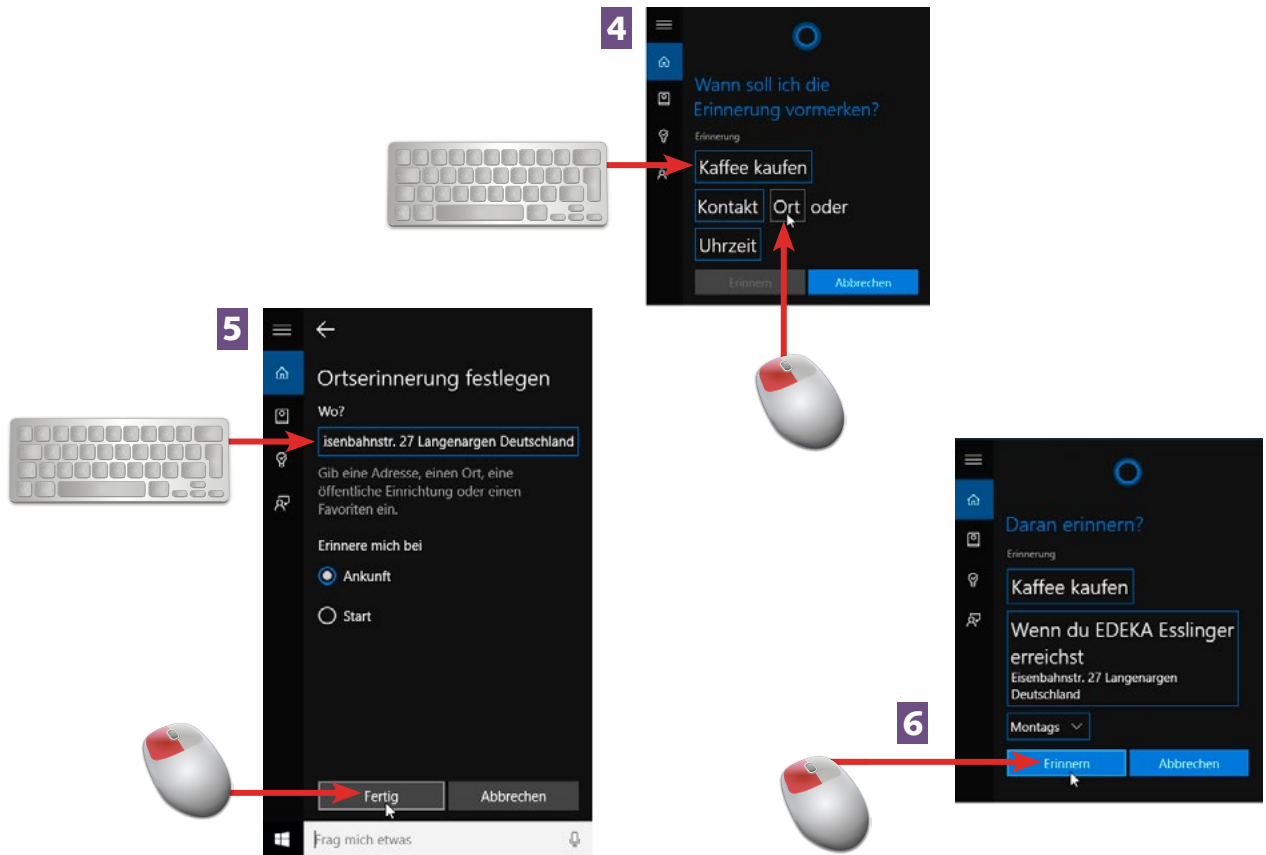 4
Wann soll ich die
Erinnerung vormerken?
Erinnerung
Kaffee kaufen
Kontakt Ort oder
Uhrzeit
Erinnern Abbrechen
5
Ortserinnerung festlegen
Wo?
isenbahnstr. 27 Langenargen Deutschland
Gib eine Adresse, einen Ort, eine
öffentliche Einrichtung oder einen
Favoriten ein.
Erinnere mich bei
Ankunft
Start
Fertig Abbrechen
Frag mich etwas
6
Daran erinnern?
Erinnerung
Kaffee kaufen
Wenn du EDEKA Esslinger
erreichst
Eisenbahnstr. 27 Langenargen
Deutschland
Montags
Erinnern Abbrechen